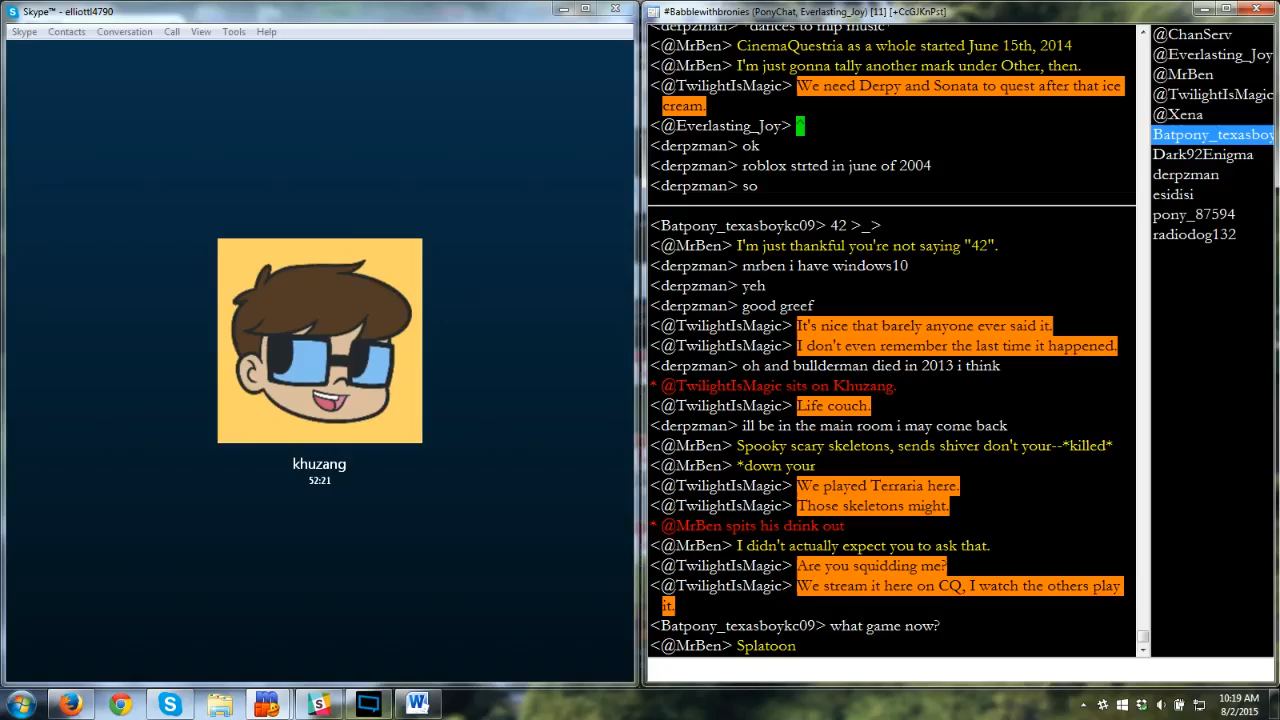 Skype™ - elliottl4790
Skype Contacts Conversation Call View Tools Help
khuzang
52:21
#Babblewithbronies (PonyChat, Everlasting_Joy) [11] [+CcGJKnPst]
<derpzman> *dances to mlp music*
<@MrBen> CinemaQuestria as a whole started June 15th, 2014
<@MrBen> I'm just gonna tally another mark under Other, then.
<@TwilightIsMagic> We need Derpy and Sonata to quest after that ice
cream.
<@Everlasting_Joy> ^
<derpzman> ok
<derpzman> roblox strted in june of 2004
<derpzman> so
<Batpony_texasboykc09> 42 >_>
<@MrBen> I'm just thankful you're not saying "42".
<derpzman> mrben i have windows10
<derpzman> yeh
<derpzman> good greef
<@TwilightIsMagic> It's nice that barely anyone ever said it.
<@TwilightIsMagic> I don't even remember the last time it happened.
<derpzman> oh and bullderman died in 2013 i think
* @TwilightIsMagic sits on Khuzang.
<@TwilightIsMagic> Life couch.
<derpzman> ill be in the main room i may come back
<@MrBen> Spooky scary skeletons, sends shiver don't your--*killed*
<@MrBen> *down your
<@TwilightIsMagic> We played Terraria here.
<@TwilightIsMagic> Those skeletons might.
* @MrBen spits his drink out
<@MrBen> I didn't actually expect you to ask that.
<@TwilightIsMagic> Are you squidding me?
<@TwilightIsMagic> We stream it here on CQ, I watch the others play
it.
<Batpony_texasboykc09> what game now?
<@MrBen> Splatoon
@ChanServ
@Everlasting_Joy
@MrBen
@TwilightIsMagic
@Xena
Batpony_texasboy
Dark92Enigma
derpzman
esidisi
pony_87594
radiodog132
10:19 AM
8/2/2015